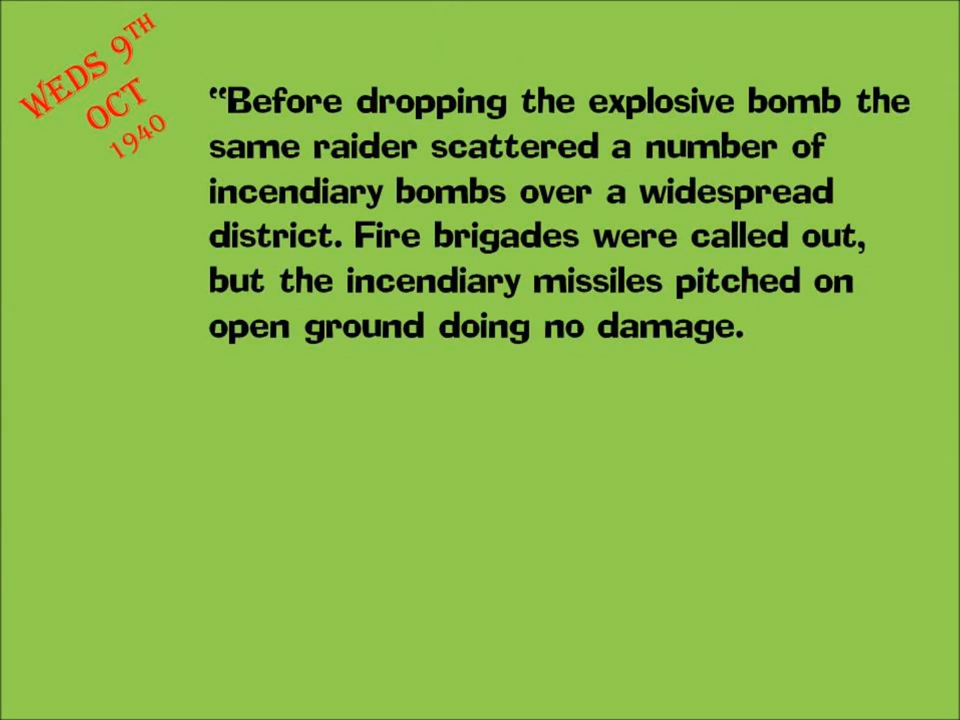 WEDS 9TH
OCT
1940
“Before dropping the explosive bomb the
same raider scattered a number of
incendiary bombs over a widespread
district. Fire brigades were called out,
but the incendiary missiles pitched on
open ground doing no damage.